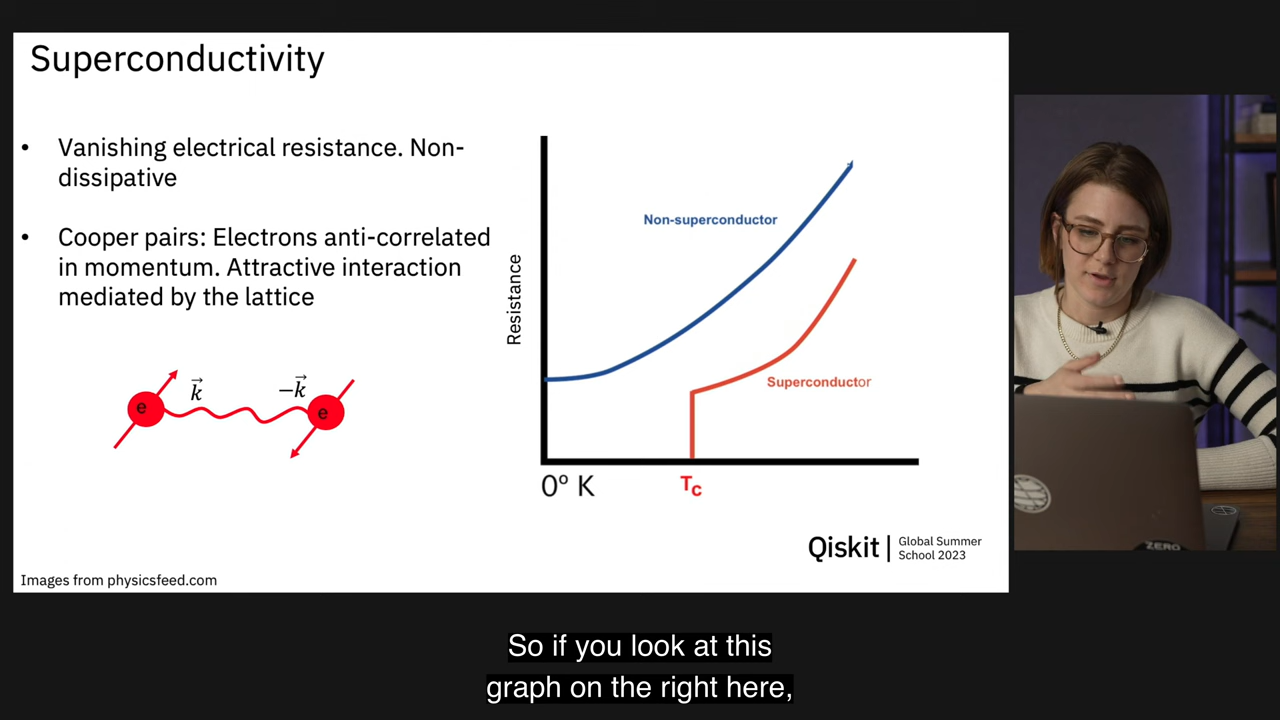 Superconductivity
• Vanishing electrical resistance. Non-
dissipative
• Cooper pairs: Electrons anti-correlated
in momentum. Attractive interaction
mediated by the lattice
e
k⃗
−k⃗
e
Resistance
Non-superconductor
Superconductor
0° K
Tc
Qiskit | Global Summer
School 2023
Images from physicsfeed.com
ZERO
So if you look at this
graph on the right here,